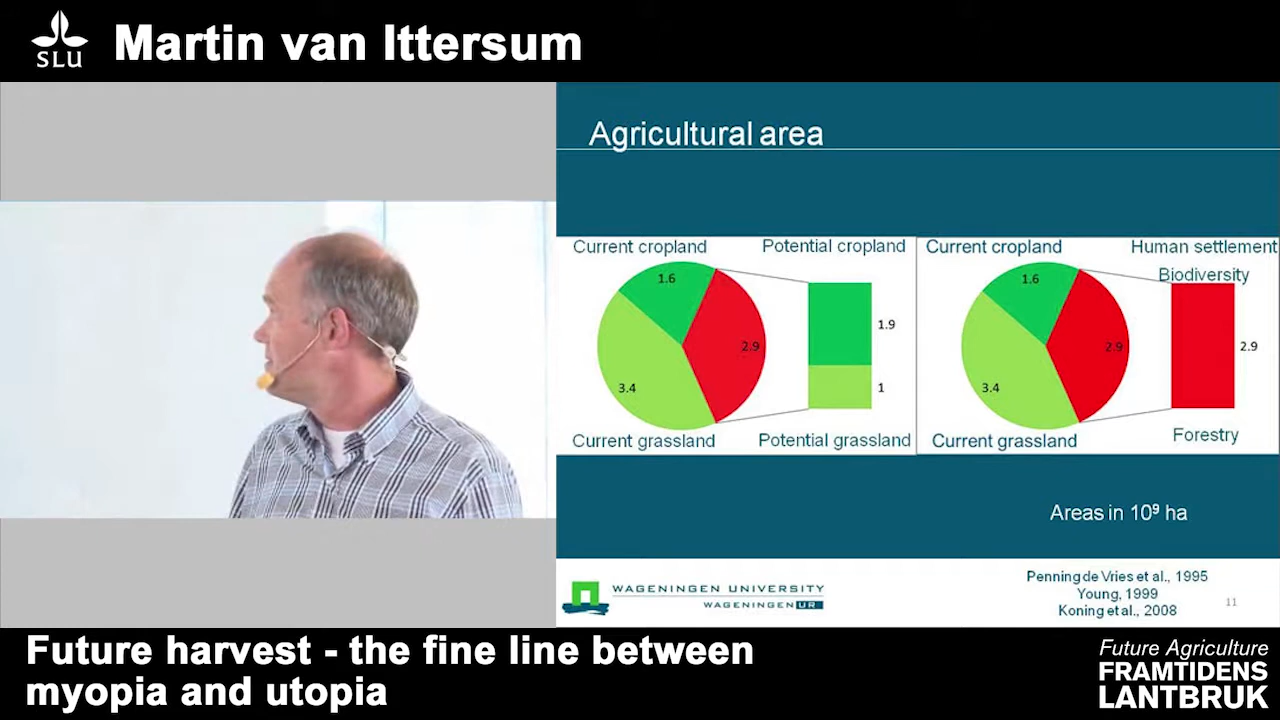 SLU
Martin van Ittersum
Agricultural area
Current cropland
Potential cropland
1.6
2.9
3.4
1.9
1
Current grassland
Potential grassland
Current cropland
Human settlement
Biodiversity
1.6
2.9
3.4
2.9
Current grassland
Forestry
Areas in 10⁹ ha
WAGENINGEN UNIVERSITY
WAGENINGEN UR
Penning de Vries et al., 1995
Young, 1999
Koning et al., 2008
11
Future harvest - the fine line between
myopia and utopia
Future Agriculture
FRAMTIDENS
LANTBRUK